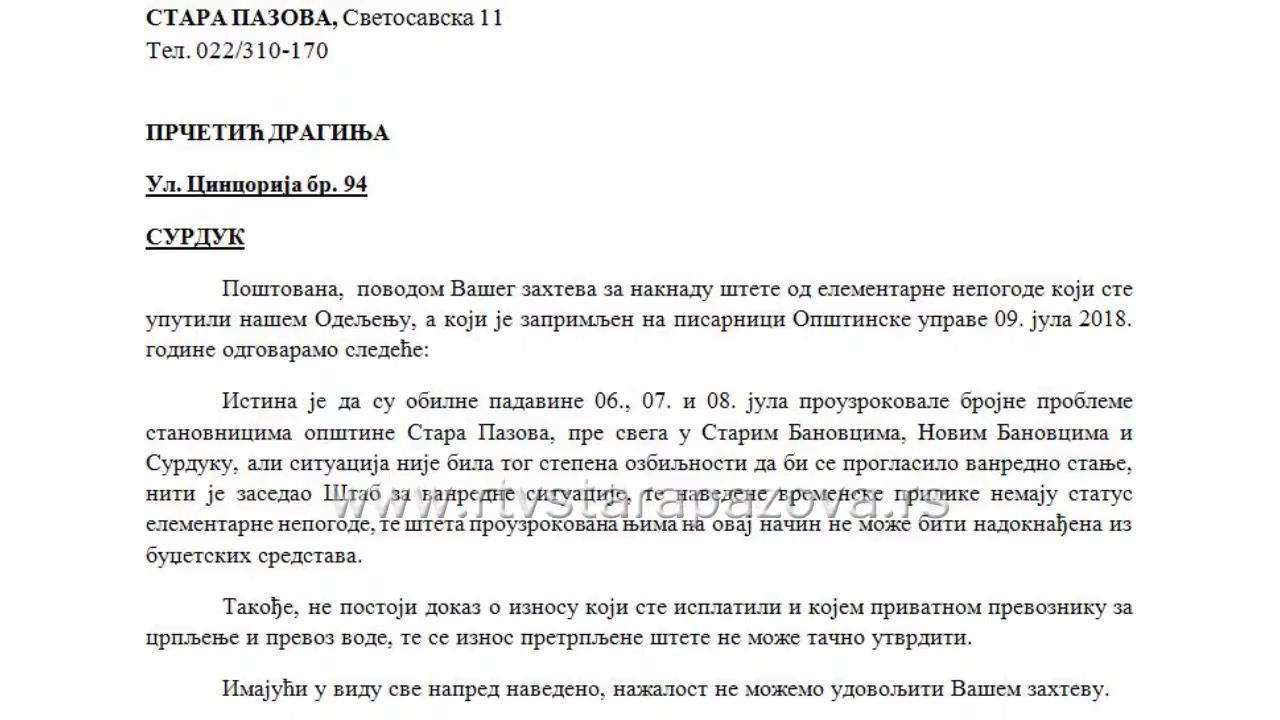 СТАРА ПАЗОВА, Светосавска 11
Тел. 022/310-170
ПРЧЕТИЋ ДРАГИЊА
Ул. Цинцорија бр. 94
СУРДУК
Поштована, поводом Вашег захтева за накнаду штете од елементарне непогоде који сте
упутили нашем Одељењу, а који је запримљен на писарници Општинске управе 09. јула 2018.
године одговарамо следеће:
Истина је да су обилне падавине 06., 07. и 08. јула проузроковале бројне проблеме
становницима општине Стара Пазова, пре свега у Старим Бановцима, Новим Бановцима и
Сурдуку, али ситуација није била тог степена озбиљности да би се прогласило ванредно стање,
нити је заседао Штаб за ванредне ситуације, те наведене временске прилике немају статус
www.rtvstarapazova.rs
елементарне непогоде, те штета проузрокована њима на овај начин не може бити надокнађена из
буџетских средстава.
Такође, не постоји доказ о износу који сте исплатили и којем приватном превознику за
црпљење и превоз воде, те се износ претрпљене штете не може тачно утврдити.
Имајући у виду све напред наведено, нажалост не можемо удовољити Вашем захтеву.